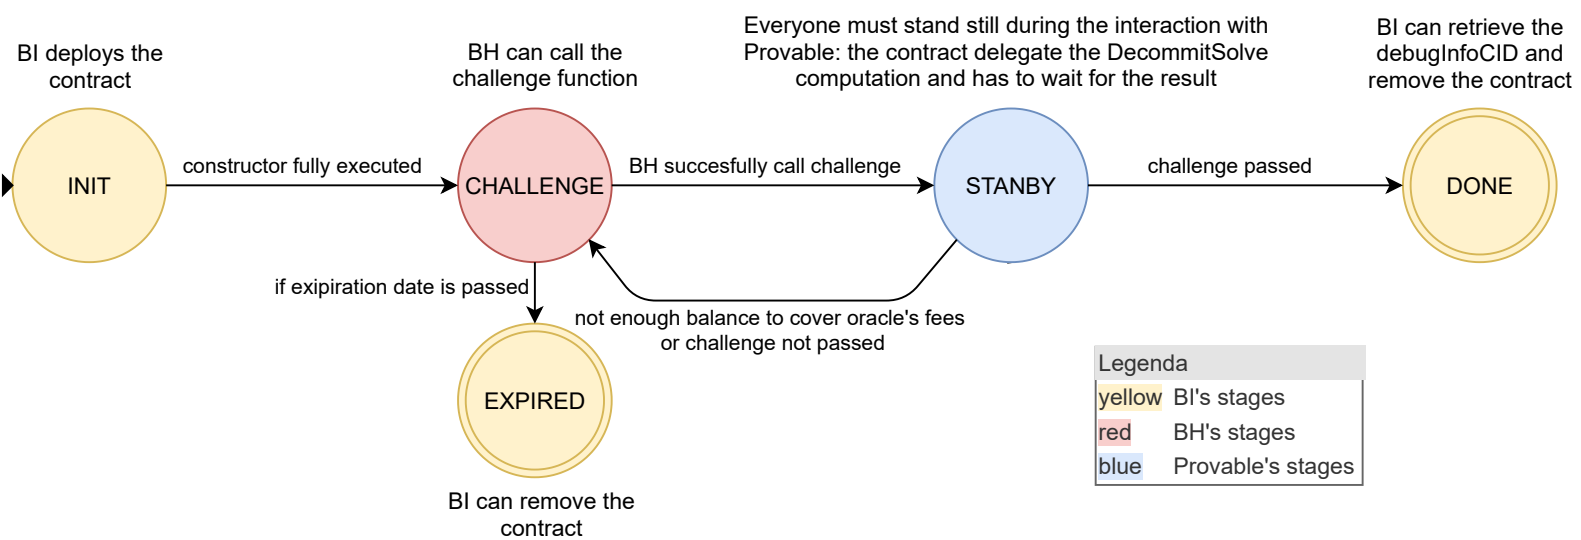 BI deploys the
contract
BH can call the
challenge function
Everyone must stand still during the interaction with
Provable: the contract delegate the DecommitSolve
computation and has to wait for the result
BI can retrieve the
debugInfoCID and
remove the contract
INIT
constructor fully executed
CHALLENGE
BH succesfully call challenge
STANBY
challenge passed
DONE
if exipiration date is passed
not enough balance to cover oracle's fees
or challenge not passed
EXPIRED
BI can remove the
contract
Legenda
yellow BI's stages
red BH's stages
blue Provable's stages